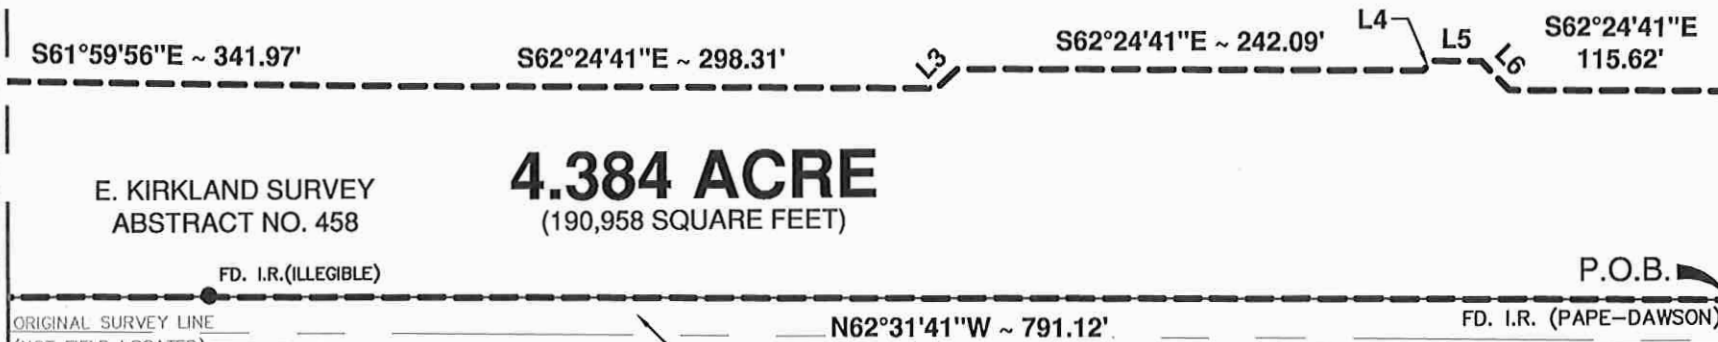 S61°59'56"E ~ 341.97'
S62°24'41"E ~ 298.31'
L3
S62°24'41"E ~ 242.09'
L4
L5
L6
S62°24'41"E
115.62'
E. KIRKLAND SURVEY
ABSTRACT NO. 458
4.384 ACRE
(190,958 SQUARE FEET)
FD. I.R.(ILLEGIBLE)
P.O.B.
ORIGINAL SURVEY LINE
N62°31'41"W ~ 791.12'
FD. I.R. (PAPE-DAWSON)